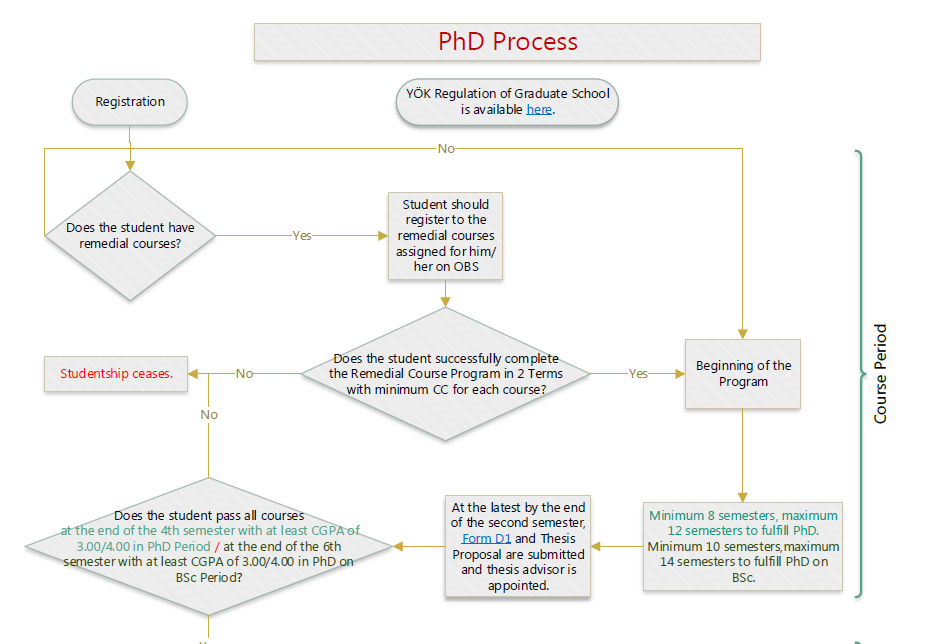 PhD Process
Registration
YÖK Regulation of Graduate School
is available here.
No
Does the student have
remedial courses?
Yes
Student should
register to the
remedial courses
assigned for him/
her on OBS
Course Period
Studentship ceases.
No
Does the student successfully complete
the Remedial Course Program in 2 Terms
with minimum CC for each course?
Yes
Beginning of the
Program
No
Does the student pass all courses
at the end of the 4th semester with at least CGPA of
3.00/4.00 in PhD Period / at the end of the 6th
semester with at least CGPA of 3.00/4.00 in PhD on
BSc Period?
At the latest by the end
of the second semester,
Form D1 and Thesis
Proposal are submitted
and thesis advisor is
appointed.
Minimum 8 semesters, maximum
12 semesters to fulfill PhD.
Minimum 10 semesters,maximum
14 semesters to fulfill PhD on
BSc.